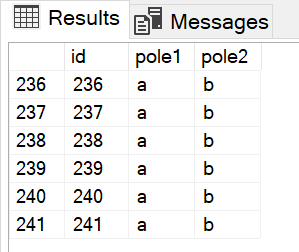 Results Messages
id pole1 pole2
236 236 a b
237 237 a b
238 238 a b
239 239 a b
240 240 a b
241 241 a b